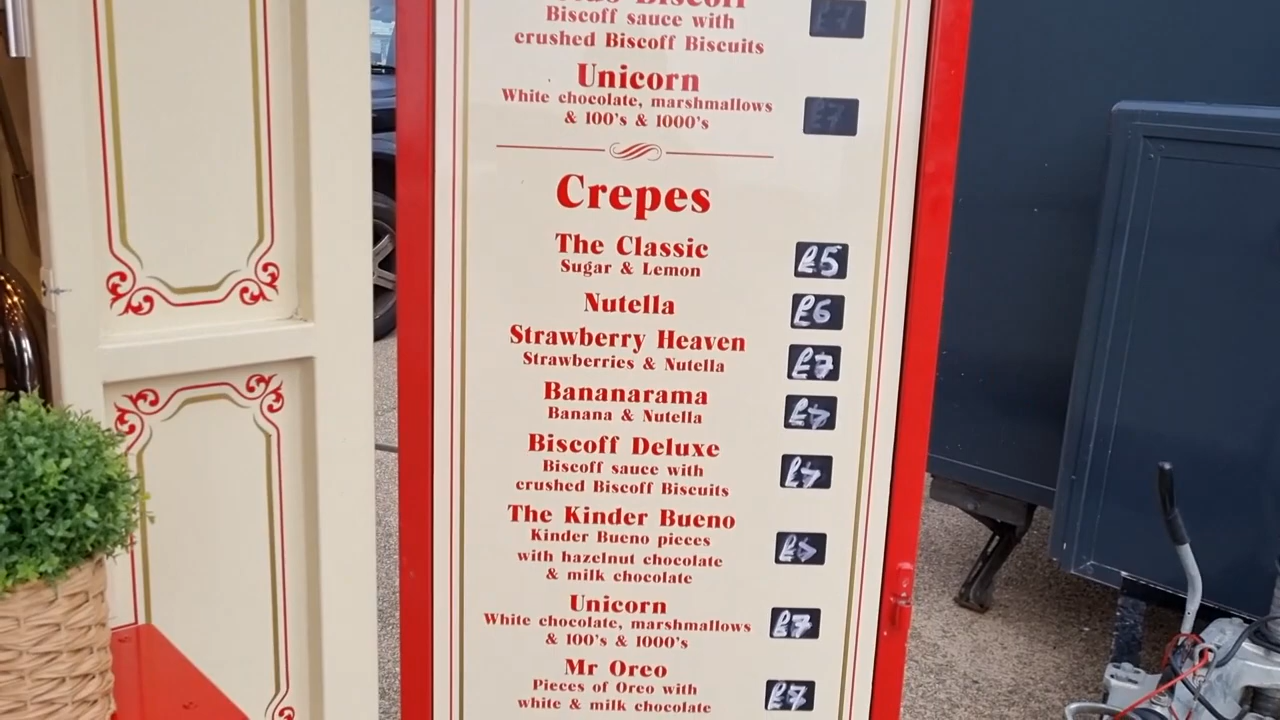 Biscoff
Biscoff sauce with
crushed Biscoff Biscuits
£7
Unicorn
White chocolate, marshmallows
& 100's & 1000's
£7
Crepes
The Classic
Sugar & Lemon
£5
Nutella
£6
Strawberry Heaven
Strawberries & Nutella
£7
Bananarama
Banana & Nutella
£7
Biscoff Deluxe
Biscoff sauce with
crushed Biscoff Biscuits
£7
The Kinder Bueno
Kinder Bueno pieces
with hazelnut chocolate
& milk chocolate
Unicorn
White chocolate, marshmallows
& 100's & 1000's
£7
Mr Oreo
Pieces of Oreo with
white & milk chocolate
£7